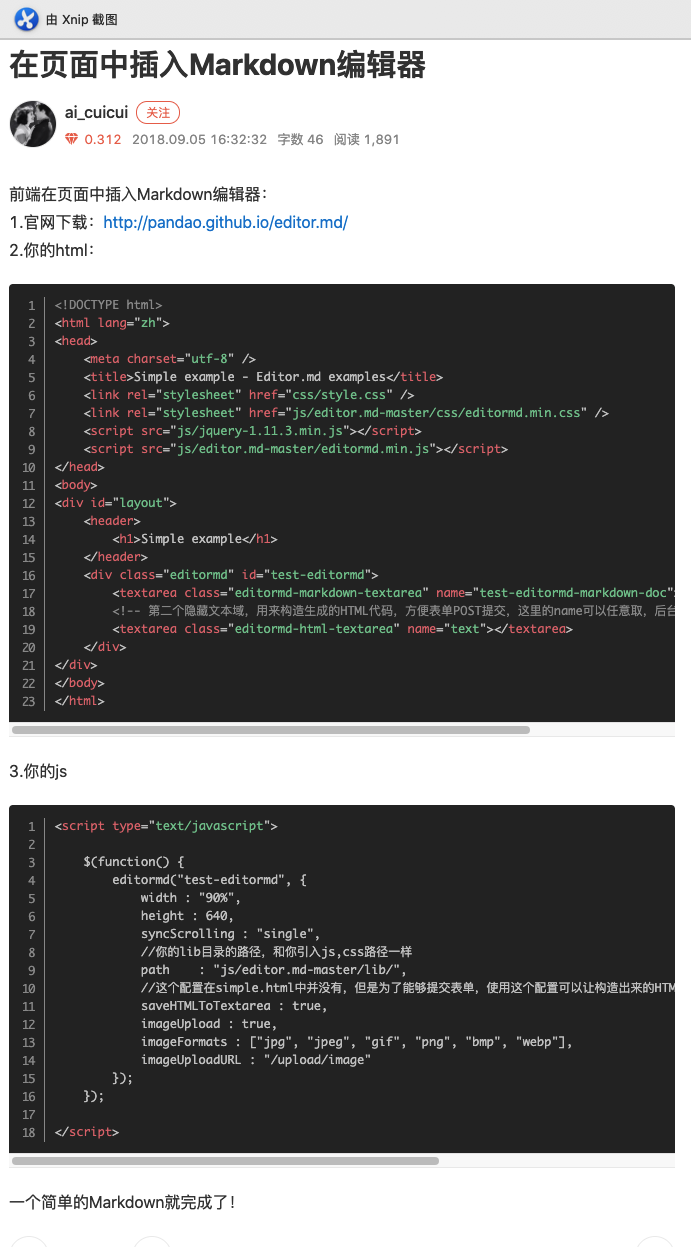 由 Xnip 截图
在页面中插入Markdown编辑器
ai_cuicui 关注
0.312 2018.09.05 16:32:32 字数 46 阅读 1,891
前端在页面中插入Markdown编辑器：
1.官网下载：http://pandao.github.io/editor.md/
2.你的html：
1 <!DOCTYPE html>
2 <html lang="zh">
3 <head>
4     <meta charset="utf-8" />
5     <title>Simple example - Editor.md examples</title>
6     <link rel="stylesheet" href="css/style.css" />
7     <link rel="stylesheet" href="js/editor.md-master/css/editormd.min.css" />
8     <script src="js/jquery-1.11.3.min.js"></script>
9     <script src="js/editor.md-master/editormd.min.js"></script>
10 </head>
11 <body>
12 <div id="layout">
13     <header>
14         <h1>Simple example</h1>
15     </header>
16     <div class="editormd" id="test-editormd">
17         <textarea class="editormd-markdown-textarea" name="test-editormd-markdown-doc"
18         <!-- 第二个隐藏文本域，用来构造生成的HTML代码，方便表单POST提交，这里的name可以任意取，后台
19         <textarea class="editormd-html-textarea" name="text"></textarea>
20     </div>
21 </div>
22 </body>
23 </html>
3.你的js
1 <script type="text/javascript">
2
3     $(function() {
4         editormd("test-editormd", {
5             width : "90%",
6             height : 640,
7             syncScrolling : "single",
8             //你的lib目录的路径，和你引入js,css路径一样
9             path    : "js/editor.md-master/lib/",
10             //这个配置在simple.html中并没有，但是为了能够提交表单，使用这个配置可以让构造出来的HTM
11             saveHTMLToTextarea : true,
12             imageUpload : true,
13             imageFormats : ["jpg", "jpeg", "gif", "png", "bmp", "webp"],
14             imageUploadURL : "/upload/image"
15         });
16     });
17
18 </script>
一个简单的Markdown就完成了！